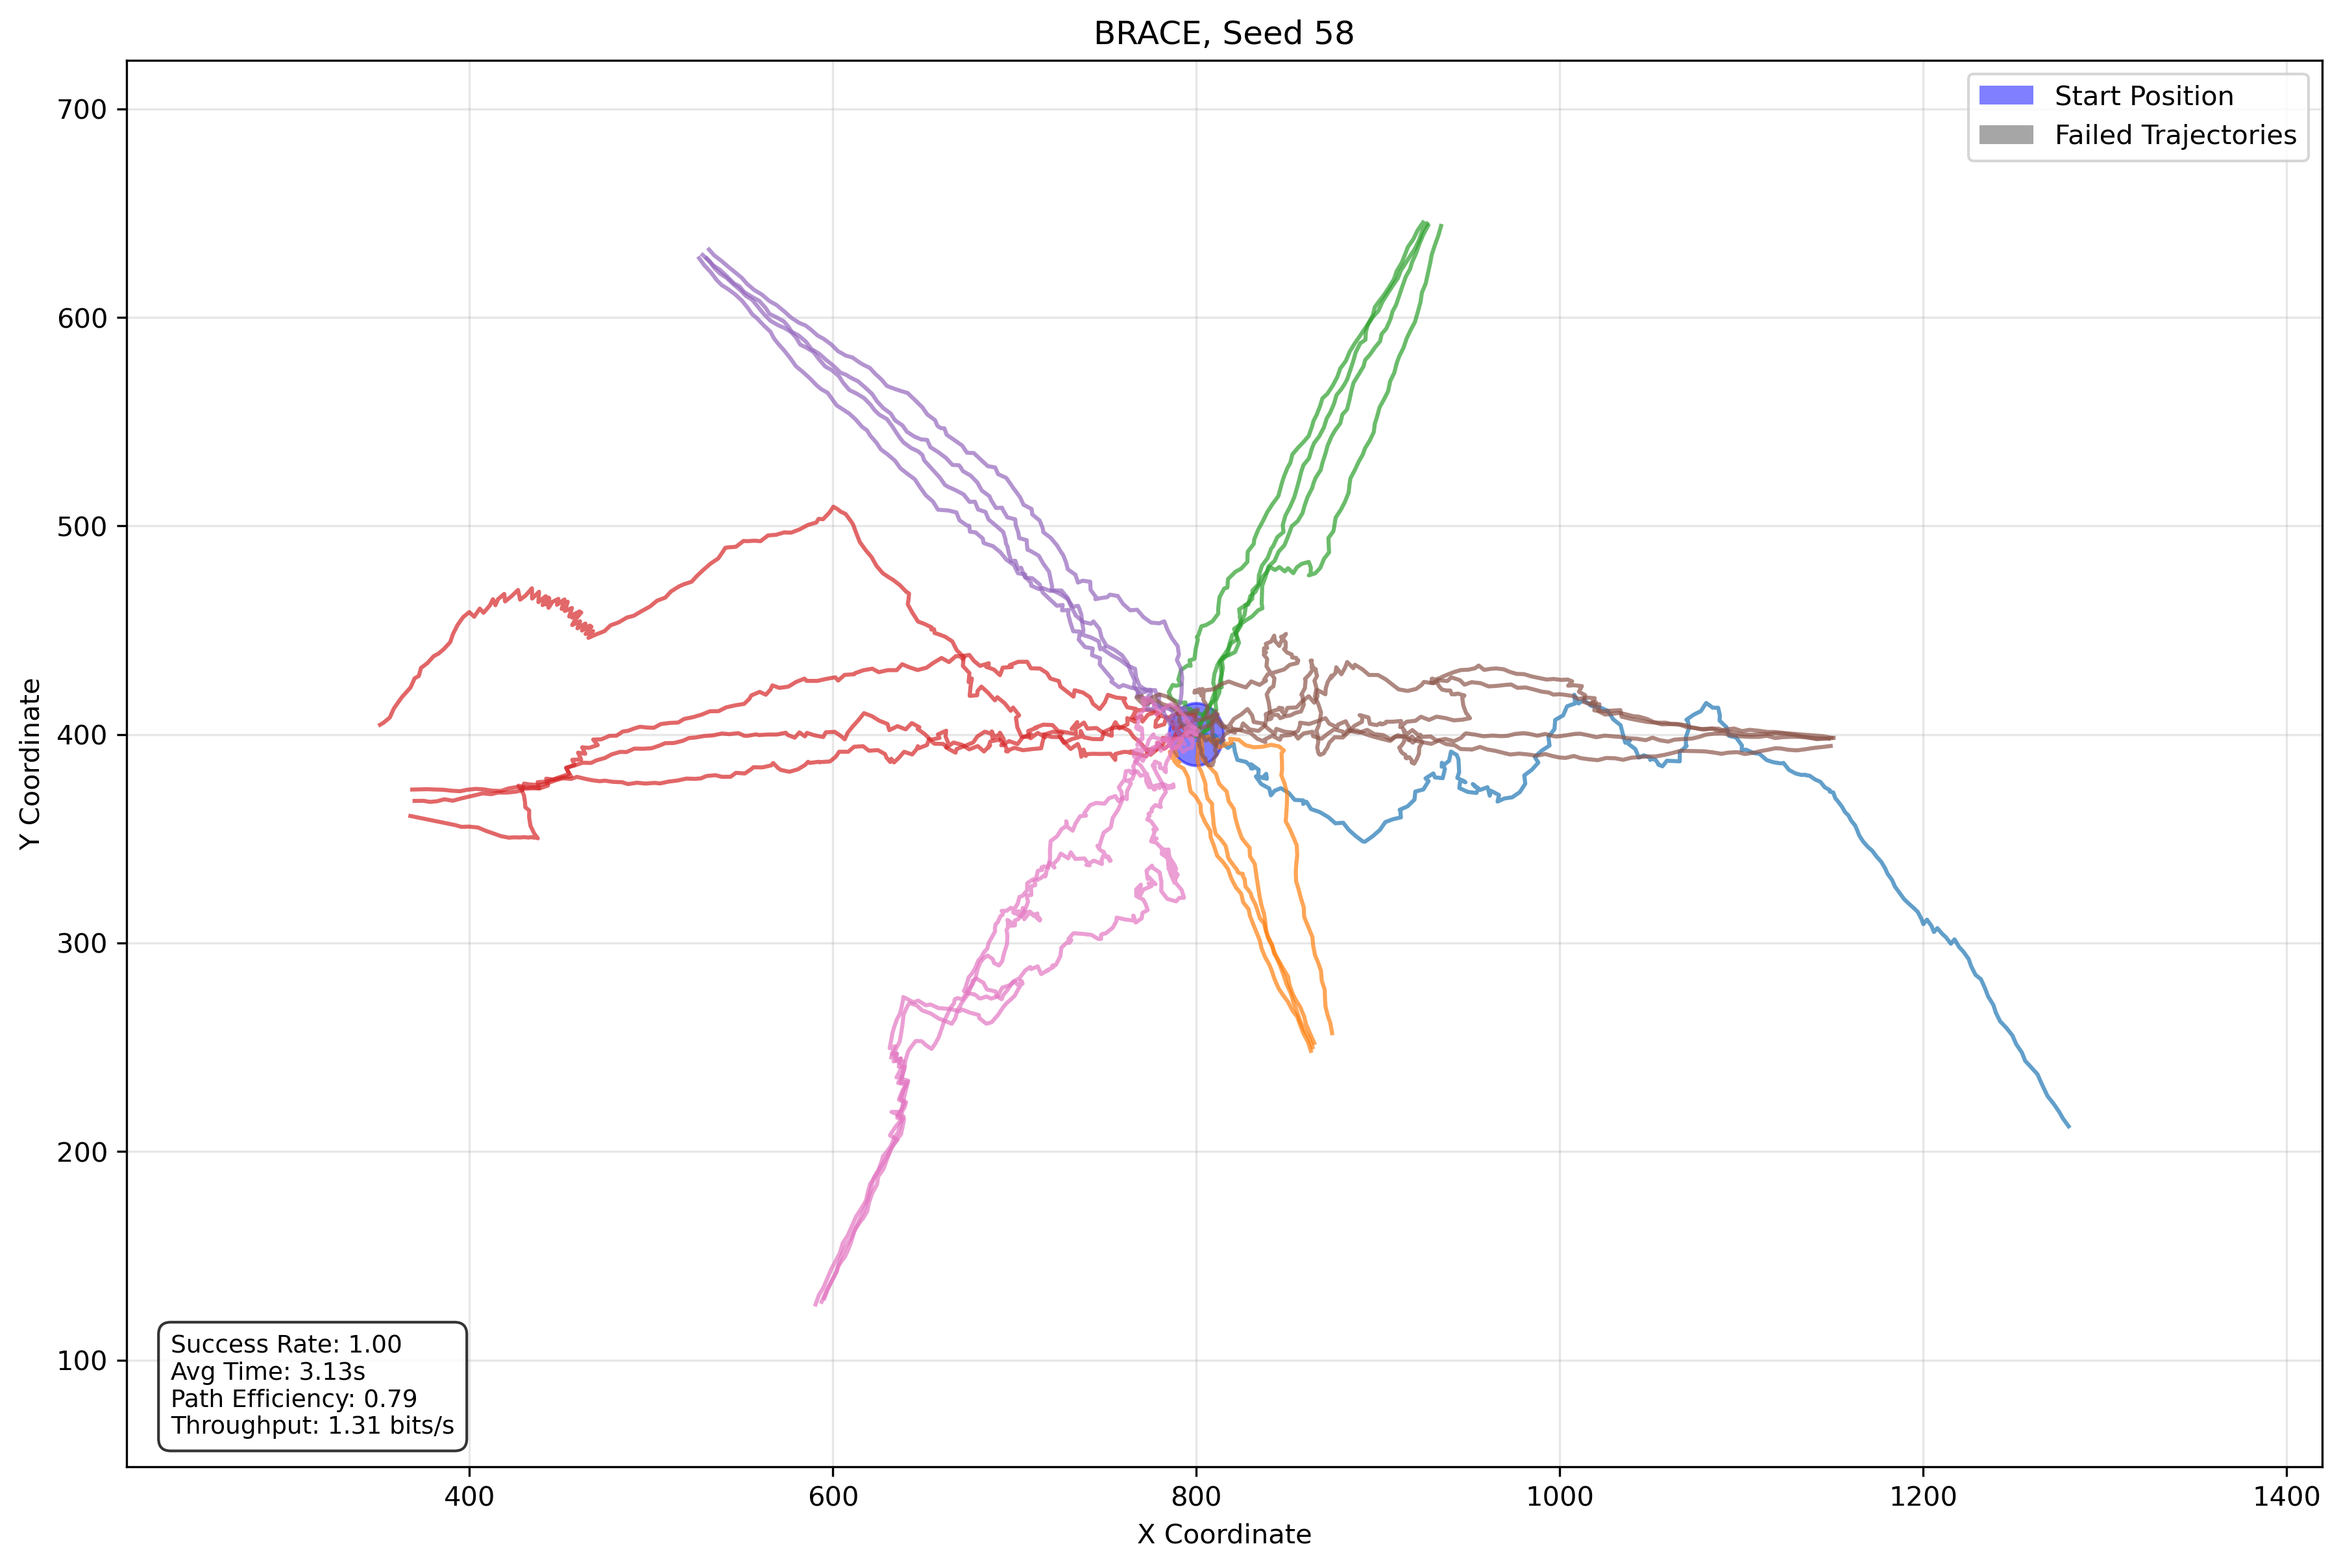 BRACE, Seed 58
Start Position
Failed Trajectories
700
600
500
400
300
200
100
Y Coordinate
Success Rate: 1.00
Avg Time: 3.13s
Path Efficiency: 0.79
Throughput: 1.31 bits/s
400
600
800
1000
1200
1400
X Coordinate